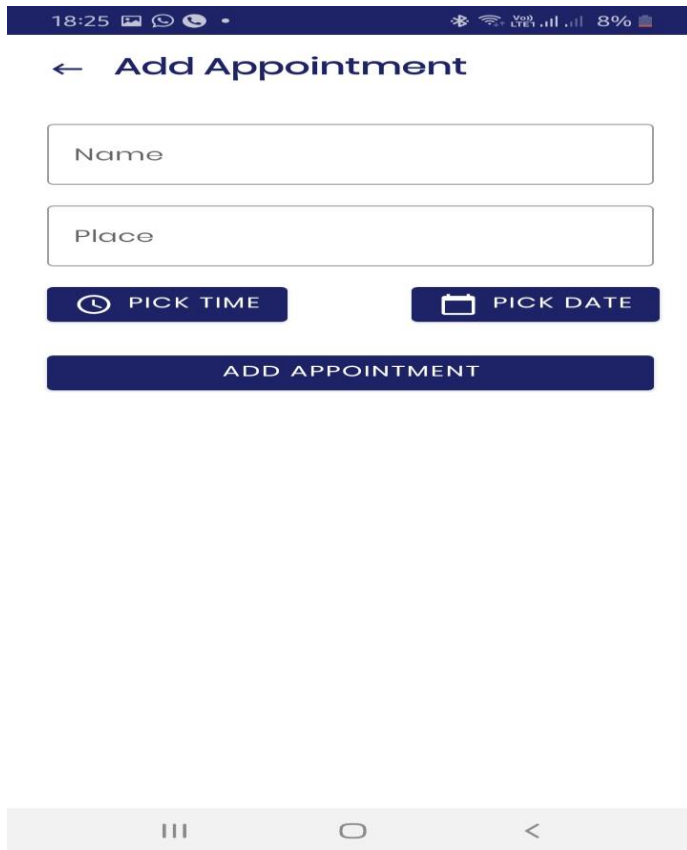 18:25 8%
Add Appointment
Name
Place
PICK TIME PICK DATE
ADD APPOINTMENT